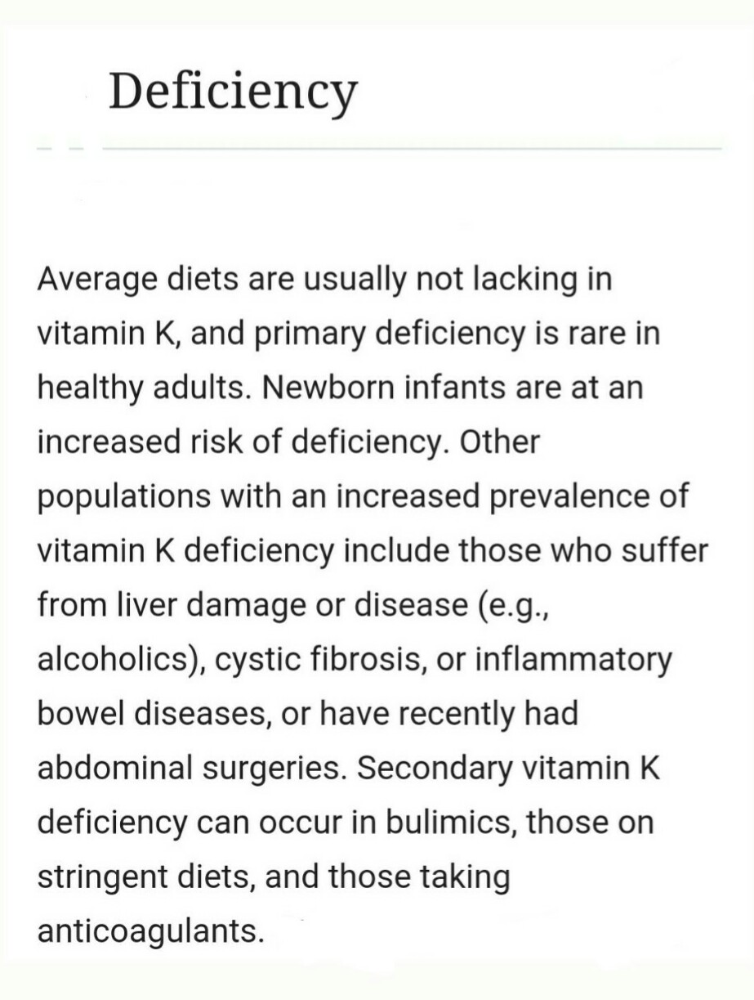 Deficiency
Average diets are usually not lacking in
vitamin K, and primary deficiency is rare in
healthy adults. Newborn infants are at an
increased risk of deficiency. Other
populations with an increased prevalence of
vitamin K deficiency include those who suffer
from liver damage or disease (e.g.,
alcoholics), cystic fibrosis, or inflammatory
bowel diseases, or have recently had
abdominal surgeries. Secondary vitamin K
deficiency can occur in bulimics, those on
stringent diets, and those taking
anticoagulants.